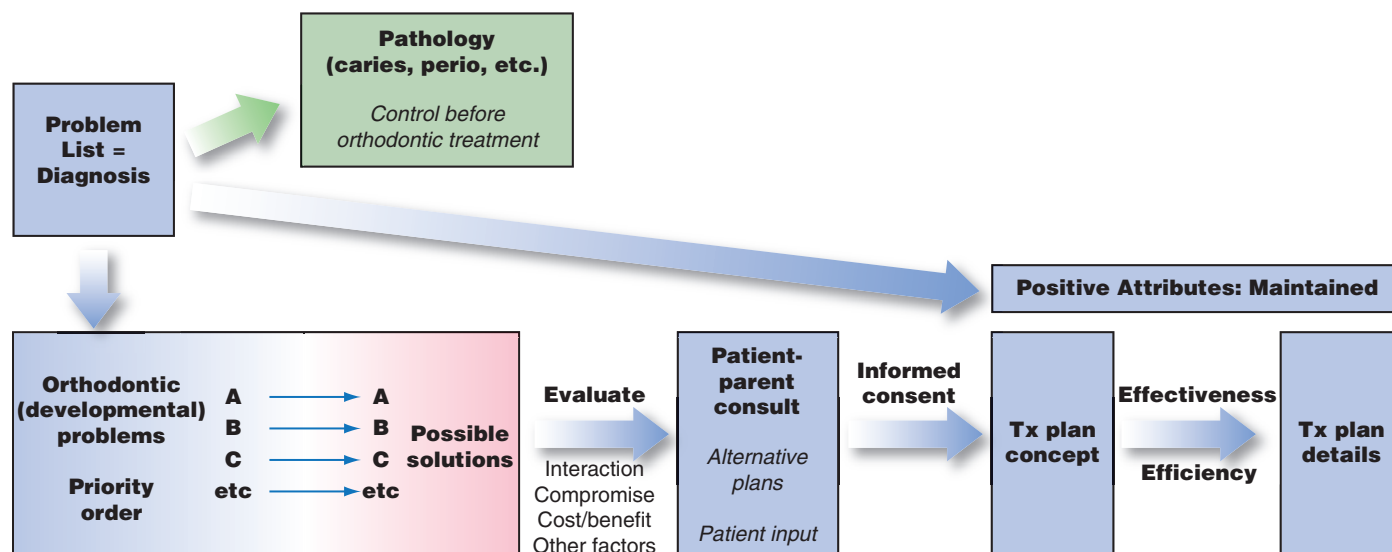 Pathology
(caries, perio, etc.)
Control before
orthodontic treatment
Problem
List =
Diagnosis
Positive Attributes: Maintained
Orthodontic
(developmental)
problems
Priority
order
A
B
C
etc
A
B
C
etc
Possible
solutions
Evaluate
Interaction
Compromise
Cost/benefit
Other factors
Patient-
parent
consult
Alternative
plans
Patient input
Informed
consent
Tx plan
concept
Effectiveness
Efficiency
Tx plan
details